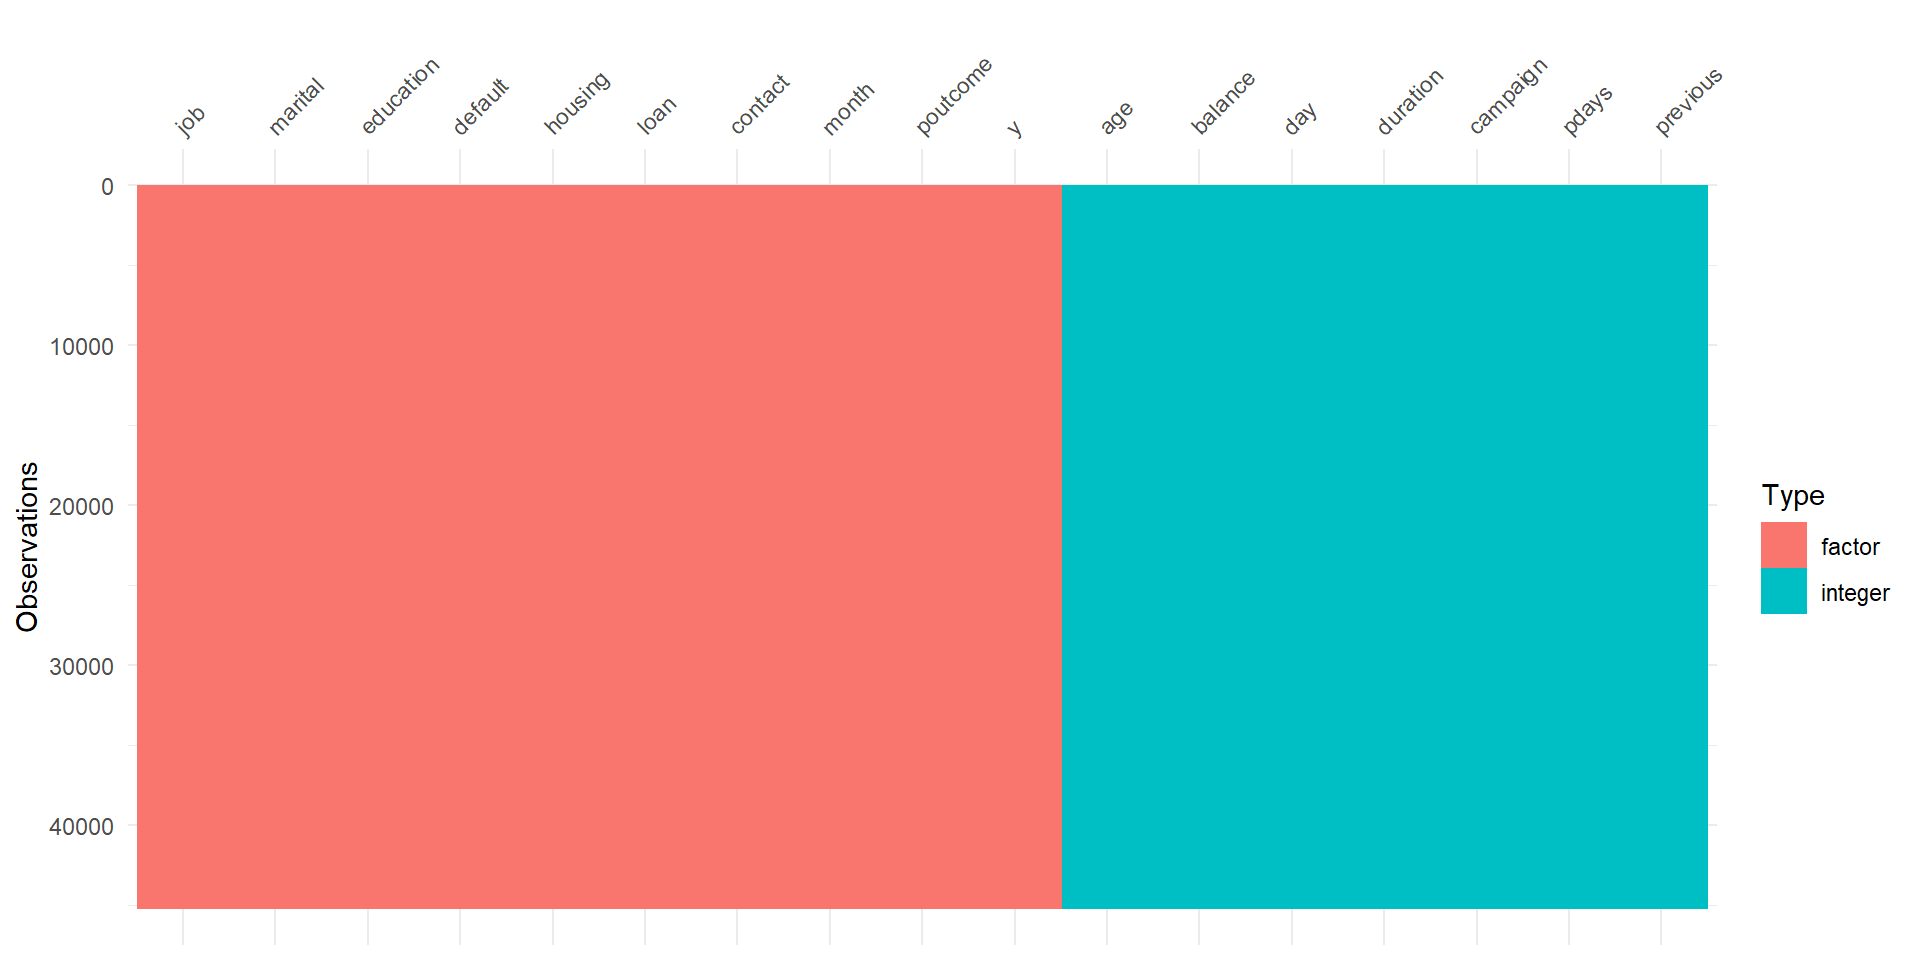 job
marital
education
default
housing
loan
contact
month
poutcome
y
age
balance
day
duration
campaign
pdays
previous
0
10000
20000
30000
40000
Observations
Type
factor
integer